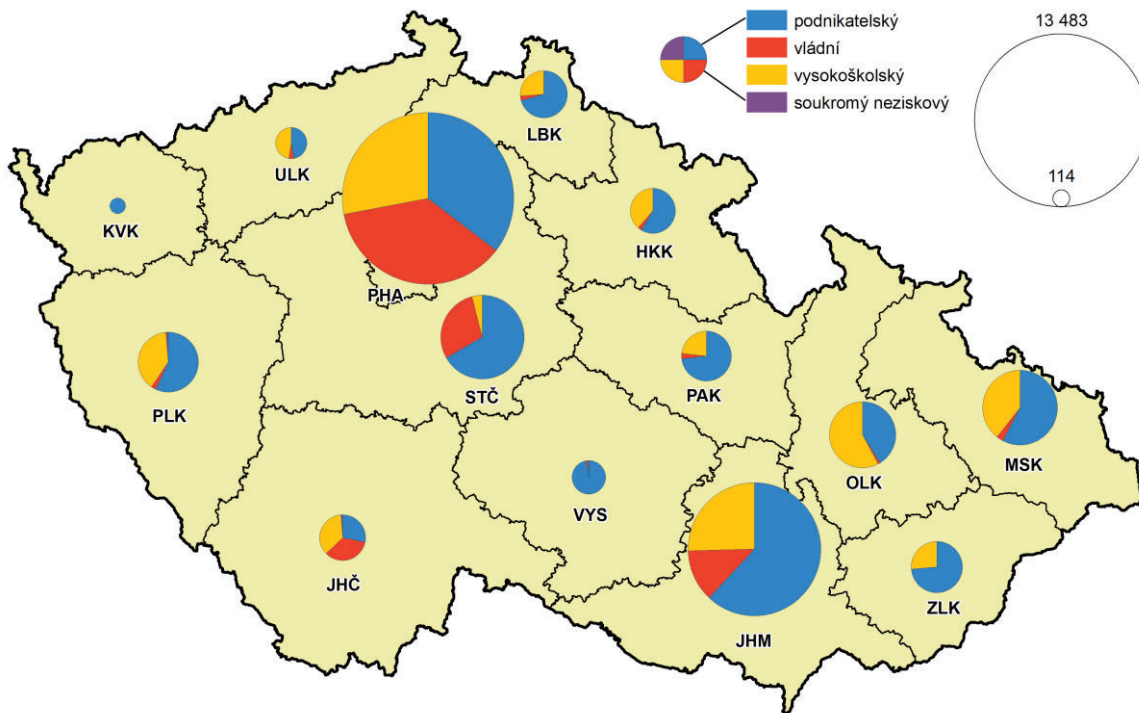 podnikatelský
vládní
vysokoškolský
soukromý neziskový
13 483
114
LBK
ULK
KVK
HKK
PHA
STČ
PAK
PLK
MSK
OLK
VYS
JHČ
ZLK
JHM